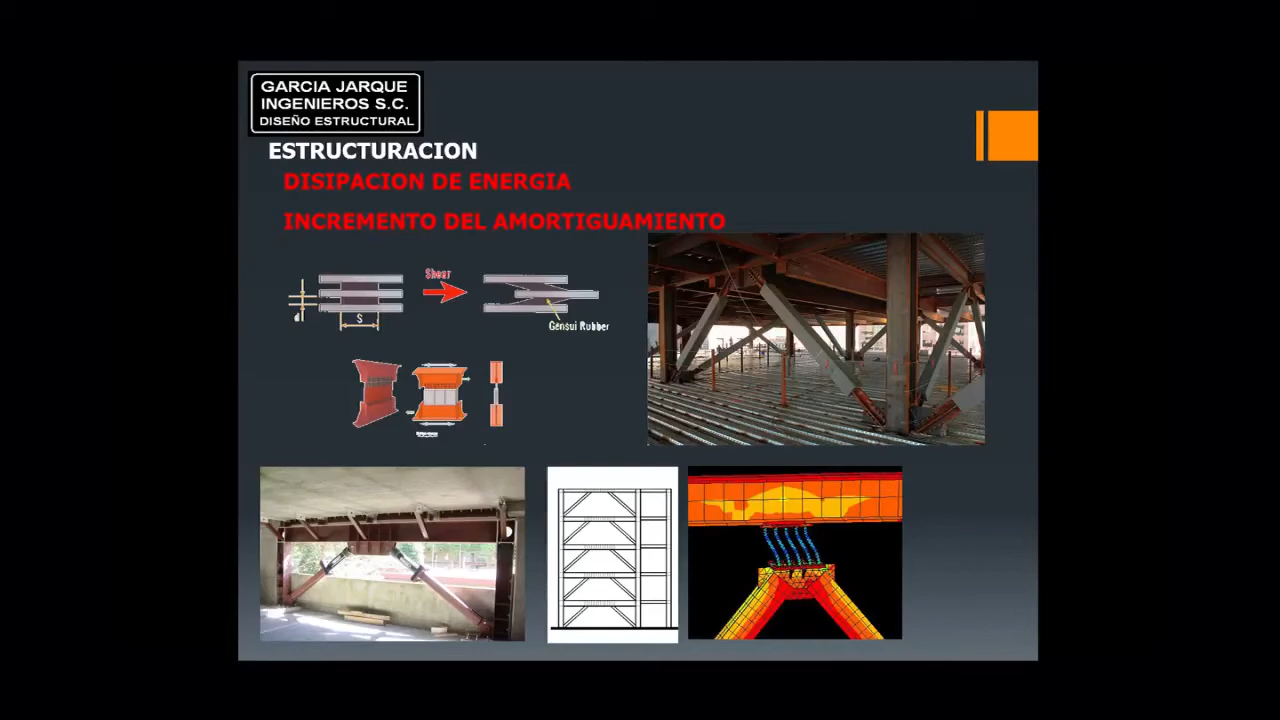 GARCIA JARQUE
INGENIEROS S.C.
DISEÑO ESTRUCTURAL
ESTRUCTURACION
DISIPACION DE ENERGIA
INCREMENTO DEL AMORTIGUAMIENTO
Shear
d
S
Gensui Rubber